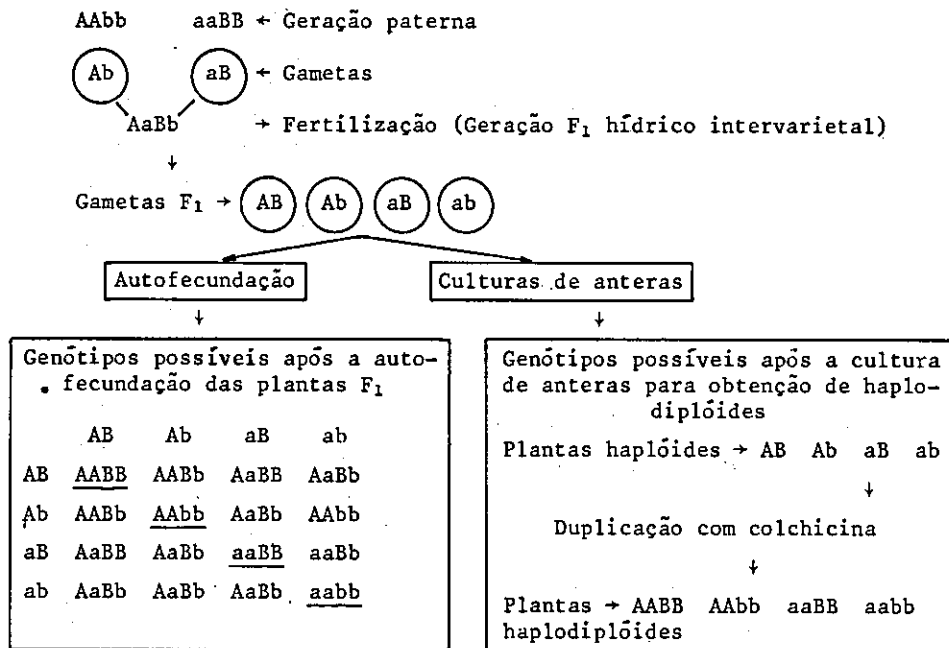 AAbb aaBB ← Geração paterna
Ab aB ← Gametas
AaBb → Fertilização (Geração F₁ hídrico intervarietal)
↓
Gametas F₁ → AB Ab aB ab
Autofecundação
↓
Genótipos possíveis após a auto-
fecundação das plantas F₁
AB Ab aB ab
AB AABB AABb AaBB AaBb
Ab AABb AAbb AaBb AAbb
aB AaBB AaBb aaBB aaBb
ab AaBb AaBb AaBb aabb
Culturas de anteras
↓
Genótipos possíveis após a cultura
de anteras para obtenção de haplo-
diplóides
Plantas haplóides → AB Ab aB ab
↓
Duplicação com colchicina
↓
Plantas → AABB AAbb aaBB aabb
haplodiplóides